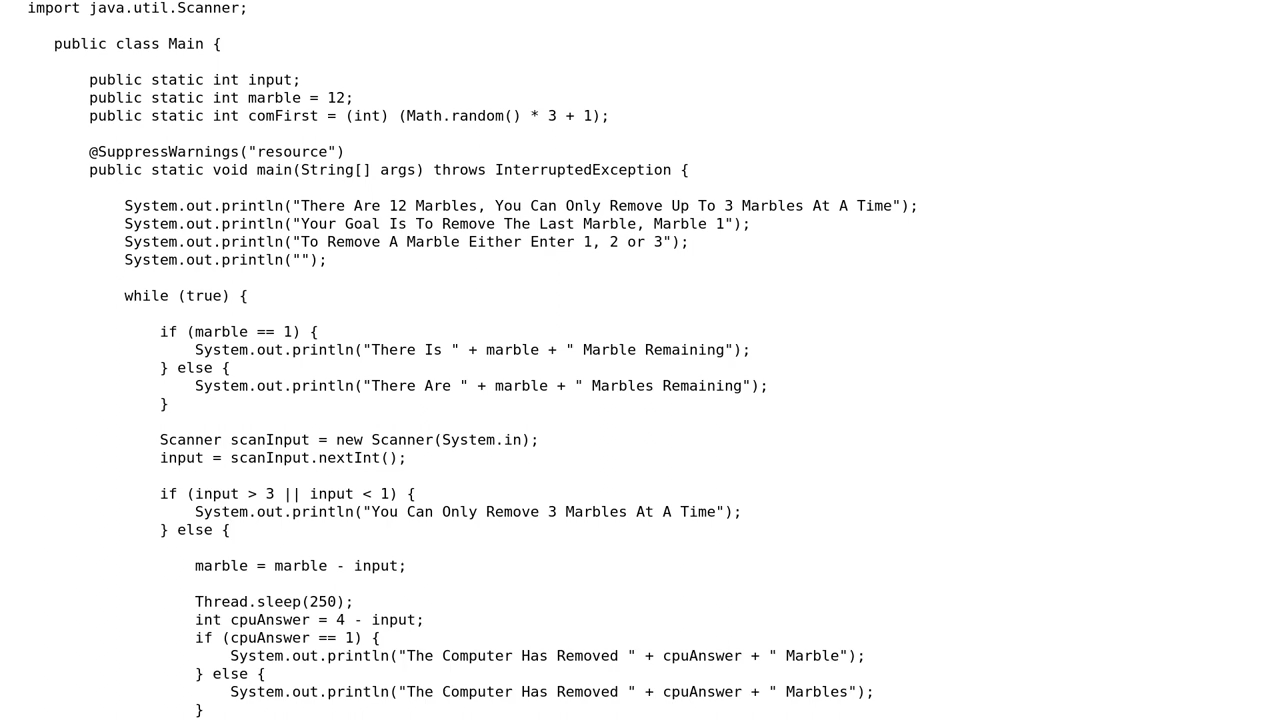 import java.util.Scanner;
public class Main {
public static int input;
public static int marble = 12;
public static int comFirst = (int) (Math.random() * 3 + 1);
@SuppressWarnings("resource")
public static void main(String[] args) throws InterruptedException {
System.out.println("There Are 12 Marbles, You Can Only Remove Up To 3 Marbles At A Time");
System.out.println("Your Goal Is To Remove The Last Marble, Marble 1");
System.out.println("To Remove A Marble Either Enter 1, 2 or 3");
System.out.println("");
while (true) {
if (marble == 1) {
System.out.println("There Is " + marble + " Marble Remaining");
} else {
System.out.println("There Are " + marble + " Marbles Remaining");
}
Scanner scanInput = new Scanner(System.in);
input = scanInput.nextInt();
if (input > 3 || input < 1) {
System.out.println("You Can Only Remove 3 Marbles At A Time");
} else {
marble = marble - input;
Thread.sleep(250);
int cpuAnswer = 4 - input;
if (cpuAnswer == 1) {
System.out.println("The Computer Has Removed " + cpuAnswer + " Marble");
} else {
System.out.println("The Computer Has Removed " + cpuAnswer + " Marbles");
}